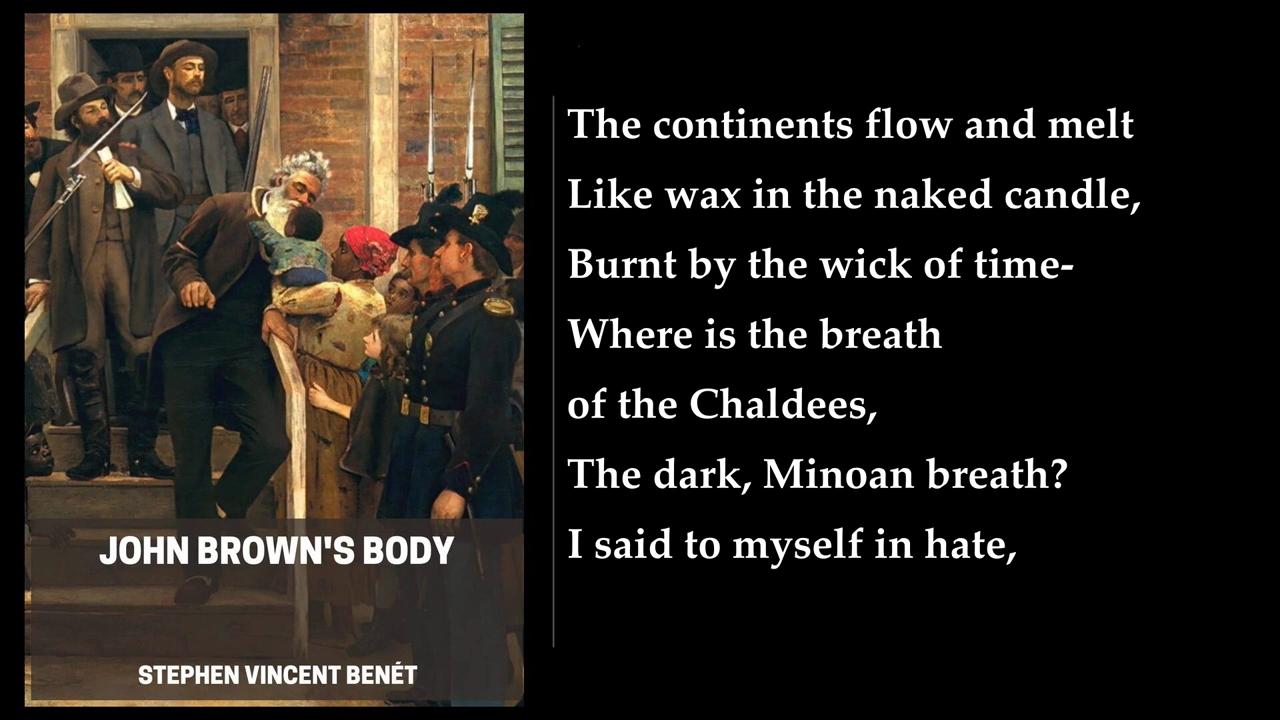 JOHN BROWN'S BODY
STEPHEN VINCENT BENÉT
The continents flow and melt
Like wax in the naked candle,
Burnt by the wick of time-
Where is the breath
of the Chaldees,
The dark, Minoan breath?
I said to myself in hate,